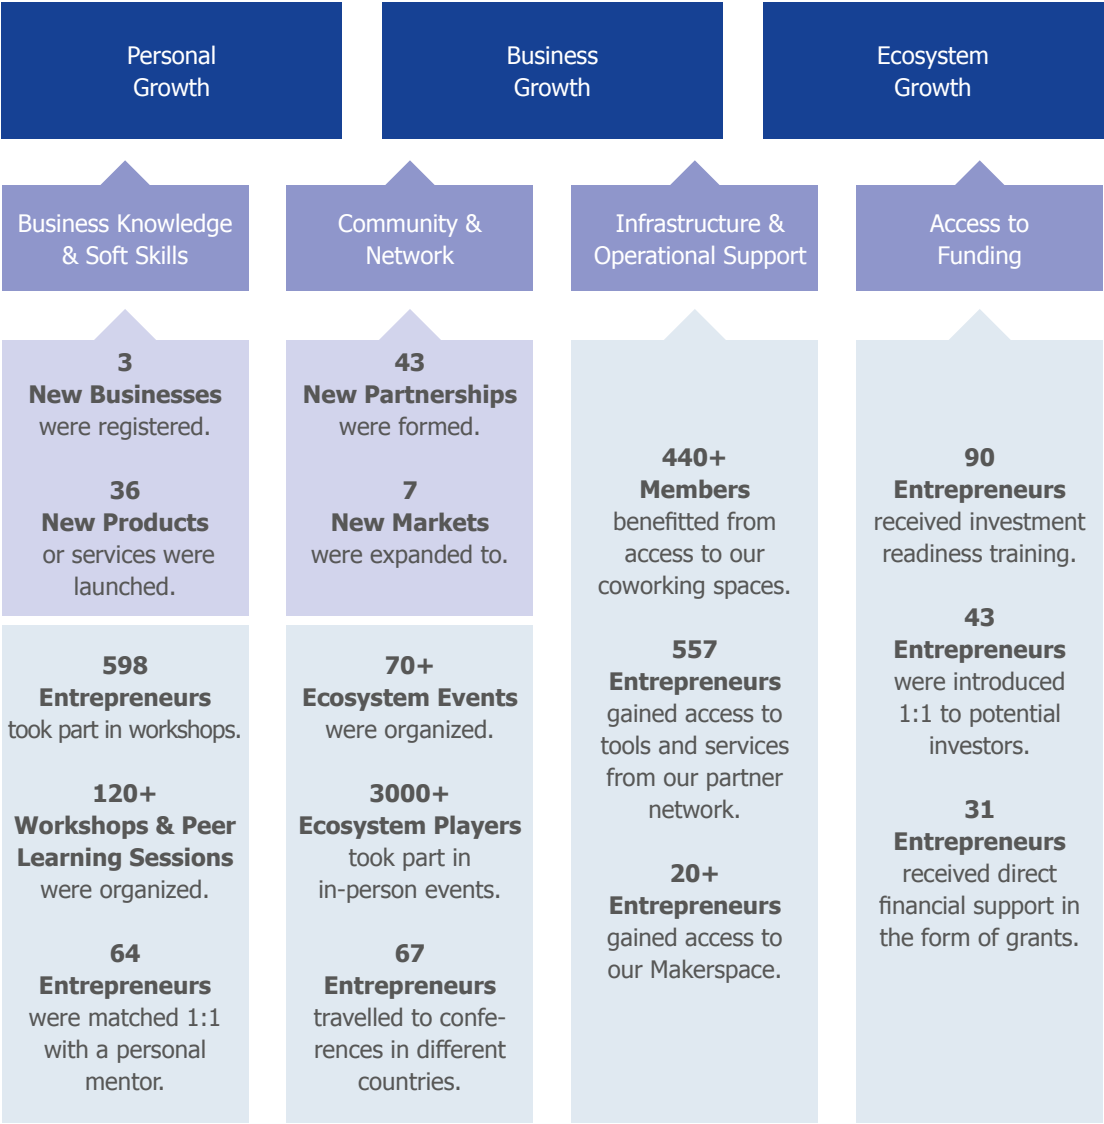 Personal
Growth
Business
Growth
Ecosystem
Growth
Business Knowledge
& Soft Skills
Community &
Network
Infrastructure &
Operational Support
Access to
Funding
3
New Businesses
were registered.
36
New Products
or services were
launched.
598
Entrepreneurs
took part in workshops.
120+
Workshops & Peer
Learning Sessions
were organized.
64
Entrepreneurs
were matched 1:1
with a personal
mentor.
43
New Partnerships
were formed.
7
New Markets
were expanded to.
70+
Ecosystem Events
were organized.
3000+
Ecosystem Players
took part in
in-person events.
67
Entrepreneurs
travelled to confe-
rences in different
countries.
440+
Members
benefitted from
access to our
coworking spaces.
557
Entrepreneurs
gained access to
tools and services
from our partner
network.
20+
Entrepreneurs
gained access to
our Makerspace.
90
Entrepreneurs
received investment
readiness training.
43
Entrepreneurs
were introduced
1:1 to potential
investors.
31
Entrepreneurs
received direct
financial support in
the form of grants.